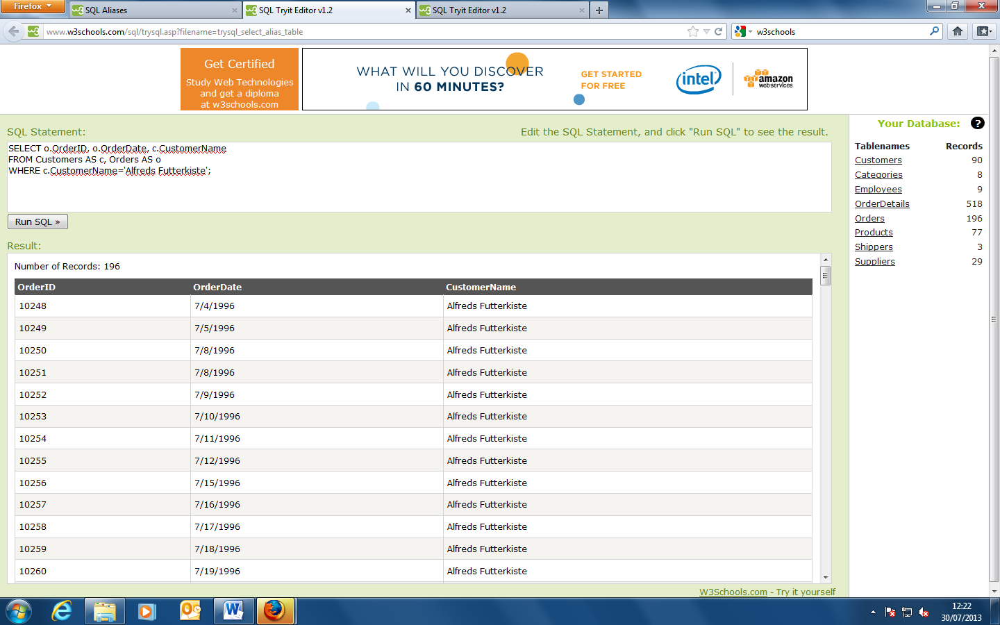 Firefox
SQL Aliases
SQL Tryit Editor v1.2
SQL Tryit Editor v1.2
www.w3schools.com/sql/trysql.asp?filename=trysql_select_alias_table
w3schools
Get Certified
Study Web Technologies
and get a diploma
at w3schools.com
WHAT WILL YOU DISCOVER
IN 60 MINUTES?
GET STARTED
FOR FREE
intel
amazon
web services
SQL Statement:
Edit the SQL Statement, and click "Run SQL" to see the result.
SELECT o.OrderID, o.OrderDate, c.CustomerName
FROM Customers AS c, Orders AS o
WHERE c.CustomerName='Alfreds Futterkiste';
Run SQL »
Result:
Number of Records: 196
OrderID OrderDate CustomerName
10248 7/4/1996 Alfreds Futterkiste
10249 7/5/1996 Alfreds Futterkiste
10250 7/8/1996 Alfreds Futterkiste
10251 7/8/1996 Alfreds Futterkiste
10252 7/9/1996 Alfreds Futterkiste
10253 7/10/1996 Alfreds Futterkiste
10254 7/11/1996 Alfreds Futterkiste
10255 7/12/1996 Alfreds Futterkiste
10256 7/15/1996 Alfreds Futterkiste
10257 7/16/1996 Alfreds Futterkiste
10258 7/17/1996 Alfreds Futterkiste
10259 7/18/1996 Alfreds Futterkiste
10260 7/19/1996 Alfreds Futterkiste
Your Database: ?
Tablenames Records
Customers 90
Categories 8
Employees 9
OrderDetails 518
Orders 196
Products 77
Shippers 3
Suppliers 29
W3Schools.com - Try it yourself
12:22
30/07/2013